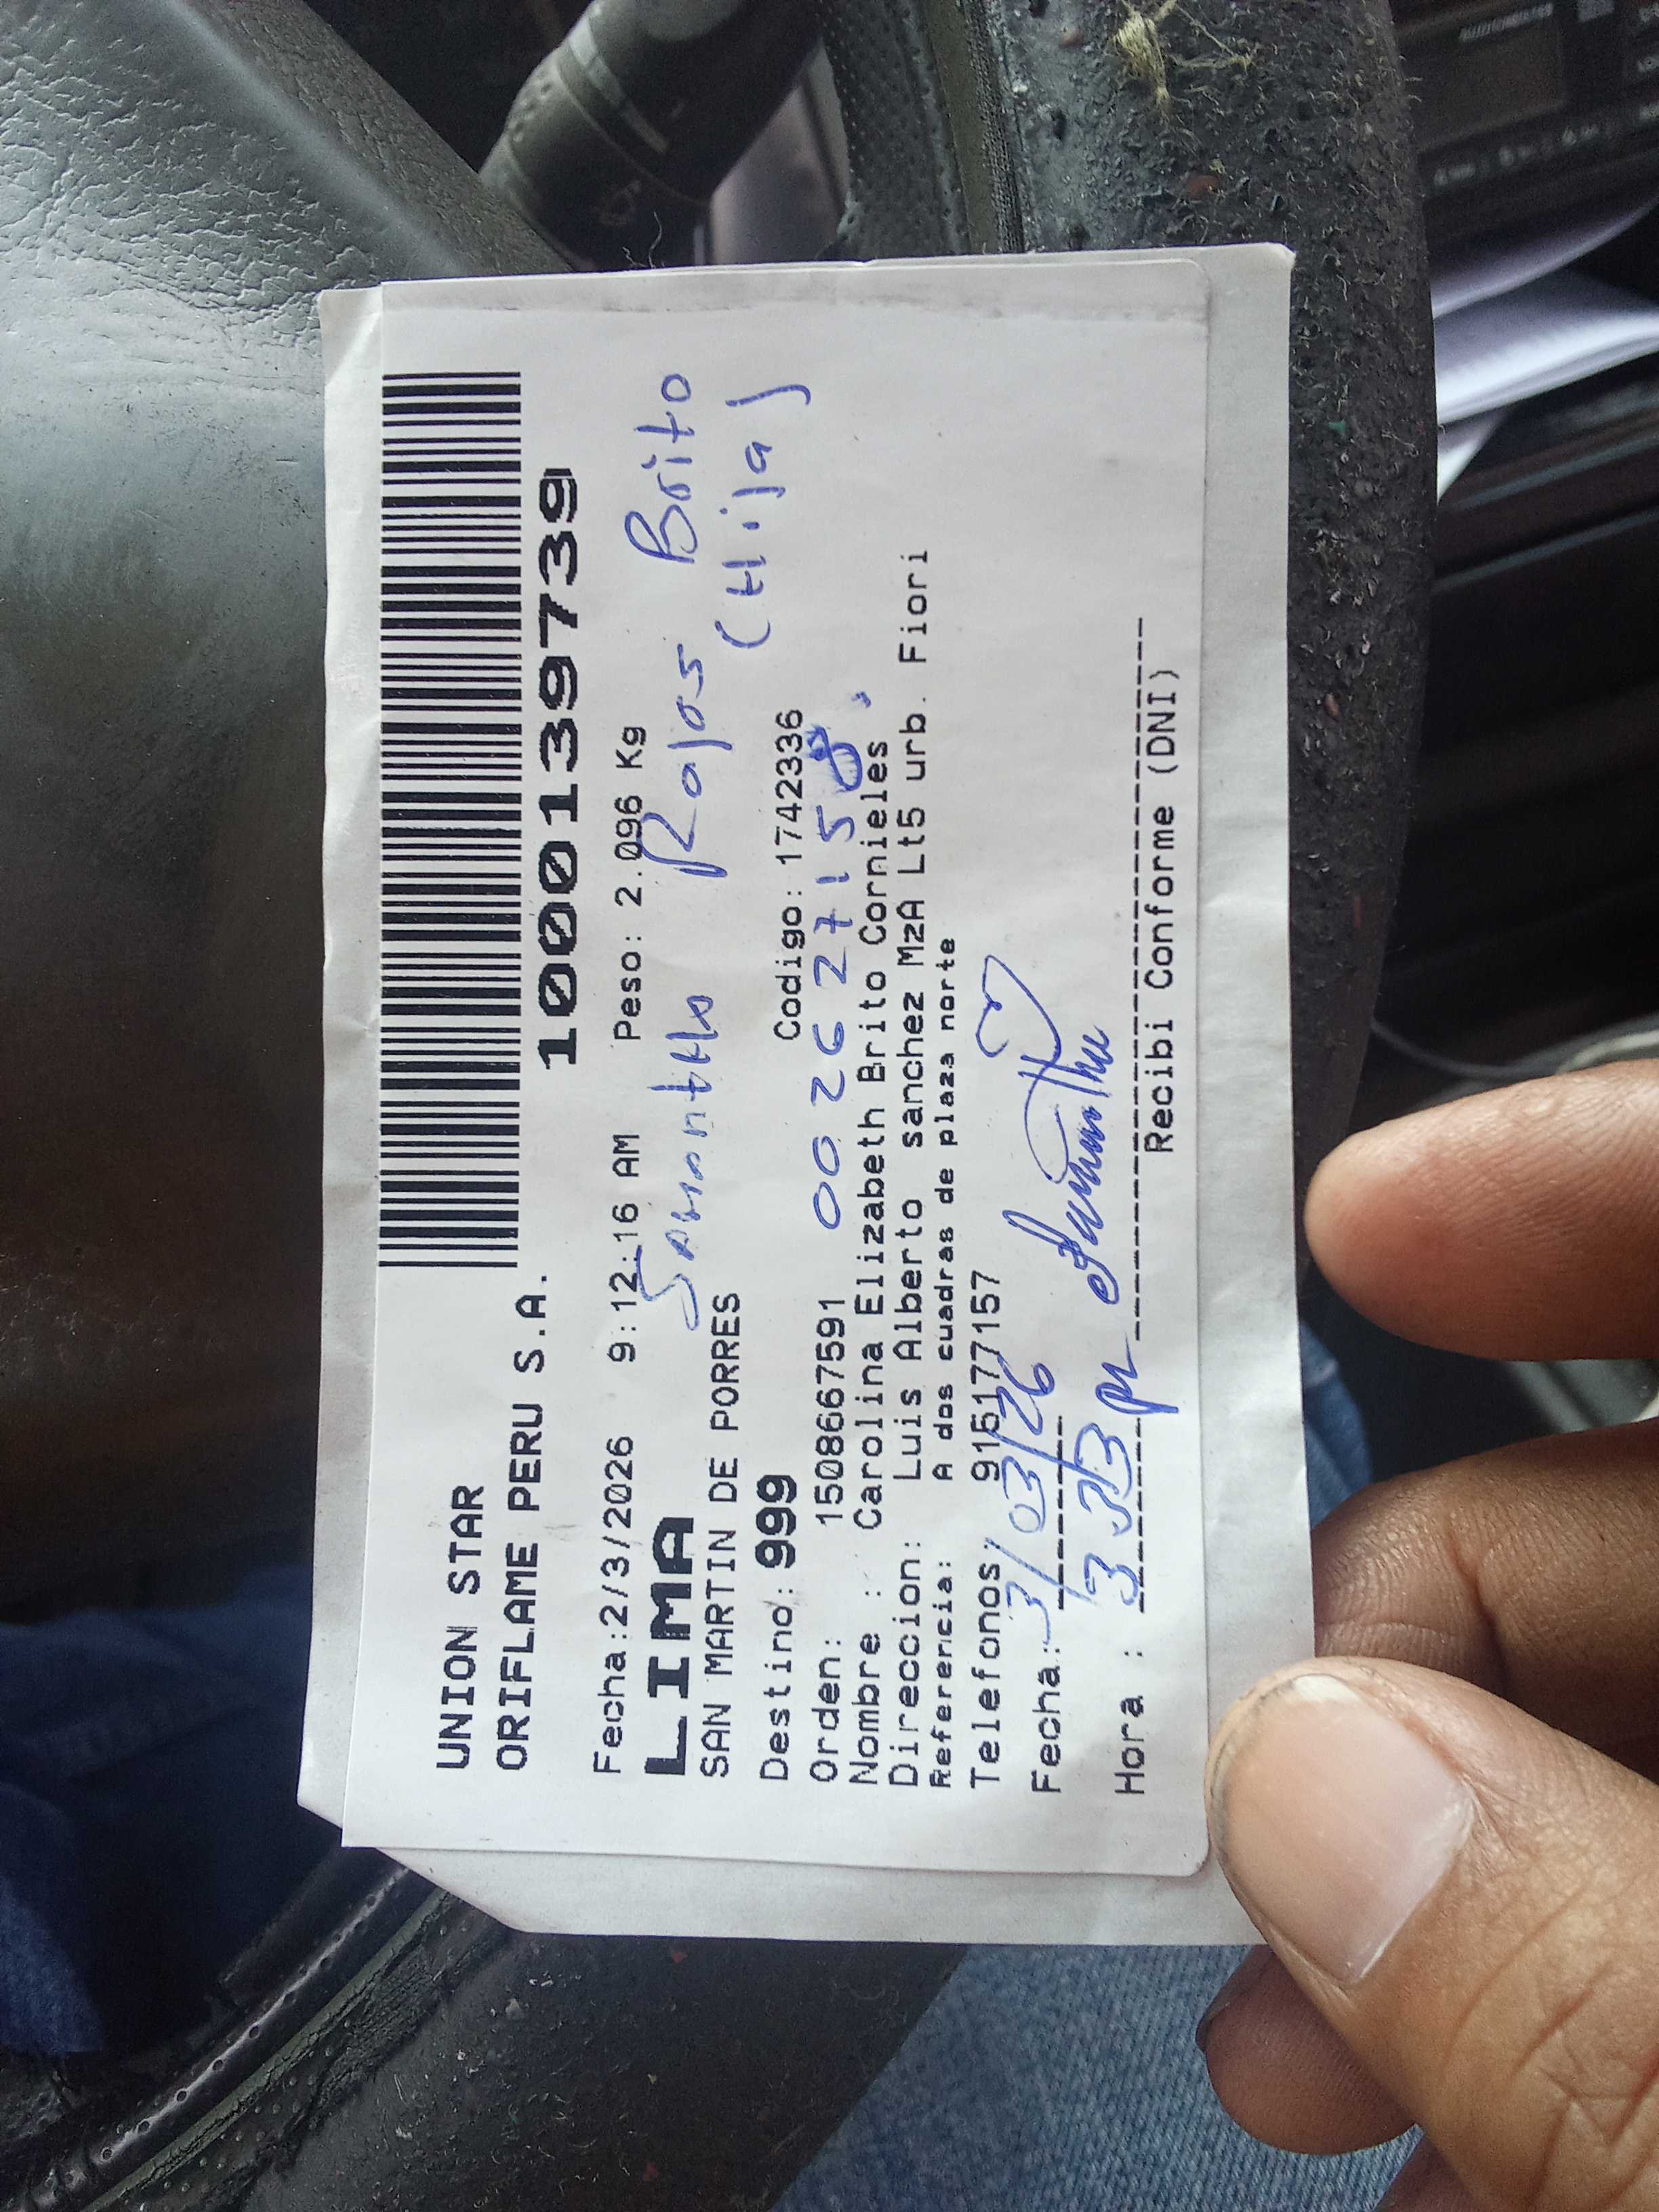 UNION STAR
ORIFLAME PERU S.A.
1000139739
Fecha:2/3/2026 9:12:16 AM Peso: 2.096 Kg
LIMA
Samantha Rojas Brito
(Hija)
SAN MARTIN DE PORRES
Destino: 999 Codigo: 1742336
Orden: 1508667591
002627158
Nombre : Carolina Elizabeth Brito Cornieles
Direccion: Luis Alberto sanchez MzA Lt5 urb. Fiori
Referencia: A dos cuadras de plaza norte
Telefonos: 915177157
Fecha: 3/03/26
Samantha
Hora :
Recibi Conforme (DNI)